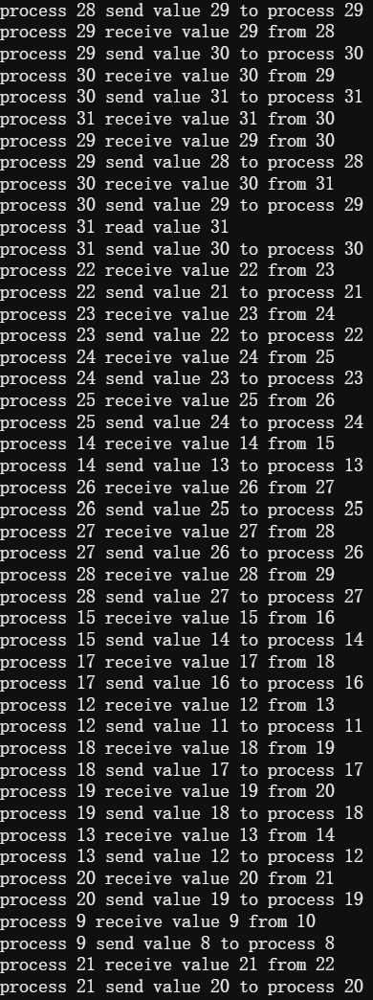 process 28 send value 29 to process 29
process 29 receive value 29 from 28
process 29 send value 30 to process 30
process 30 receive value 30 from 29
process 30 send value 31 to process 31
process 31 receive value 31 from 30
process 29 receive value 29 from 30
process 29 send value 28 to process 28
process 30 receive value 30 from 31
process 30 send value 29 to process 29
process 31 read value 31
process 31 send value 30 to process 30
process 22 receive value 22 from 23
process 22 send value 21 to process 21
process 23 receive value 23 from 24
process 23 send value 22 to process 22
process 24 receive value 24 from 25
process 24 send value 23 to process 23
process 25 receive value 25 from 26
process 25 send value 24 to process 24
process 14 receive value 14 from 15
process 14 send value 13 to process 13
process 26 receive value 26 from 27
process 26 send value 25 to process 25
process 27 receive value 27 from 28
process 27 send value 26 to process 26
process 28 receive value 28 from 29
process 28 send value 27 to process 27
process 15 receive value 15 from 16
process 15 send value 14 to process 14
process 17 receive value 17 from 18
process 17 send value 16 to process 16
process 12 receive value 12 from 13
process 12 send value 11 to process 11
process 18 receive value 18 from 19
process 18 send value 17 to process 17
process 19 receive value 19 from 20
process 19 send value 18 to process 18
process 13 receive value 13 from 14
process 13 send value 12 to process 12
process 20 receive value 20 from 21
process 20 send value 19 to process 19
process 9 receive value 9 from 10
process 9 send value 8 to process 8
process 21 receive value 21 from 22
process 21 send value 20 to process 20